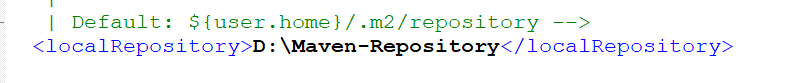 |
| Default: ${user.home}/.m2/repository -->
<localRepository>D:\Maven-Repository</localRepository>